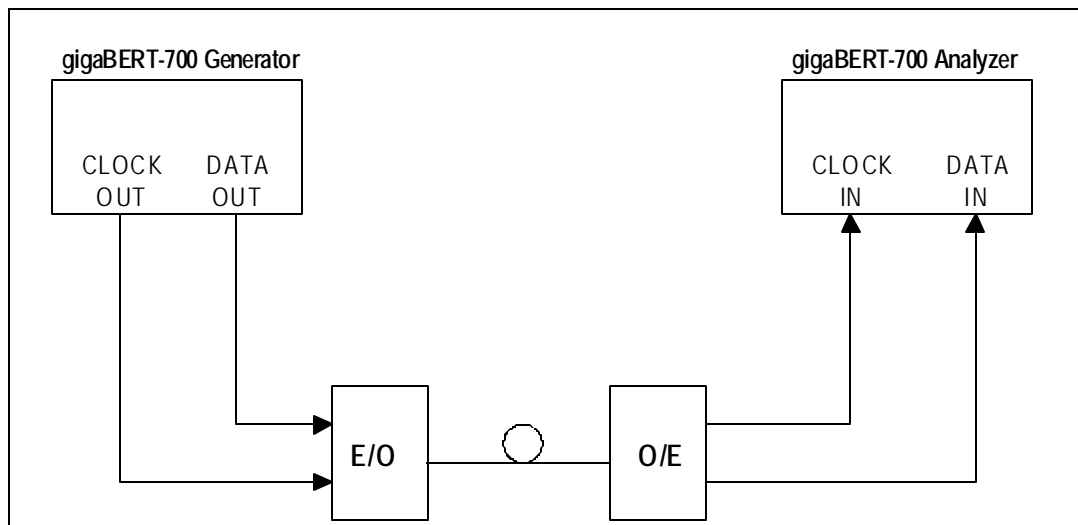 gigaBERT-700 Generator
CLOCK OUT
DATA OUT
gigaBERT-700 Analyzer
CLOCK IN
DATA IN
E/O
O/E